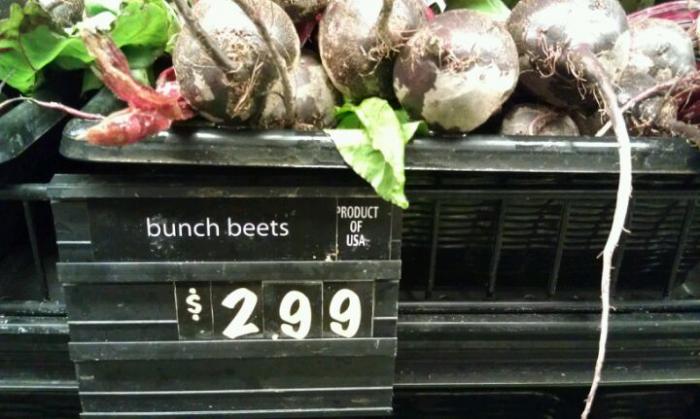 bunch beets
PRODUCT
OF
USA
$2.99